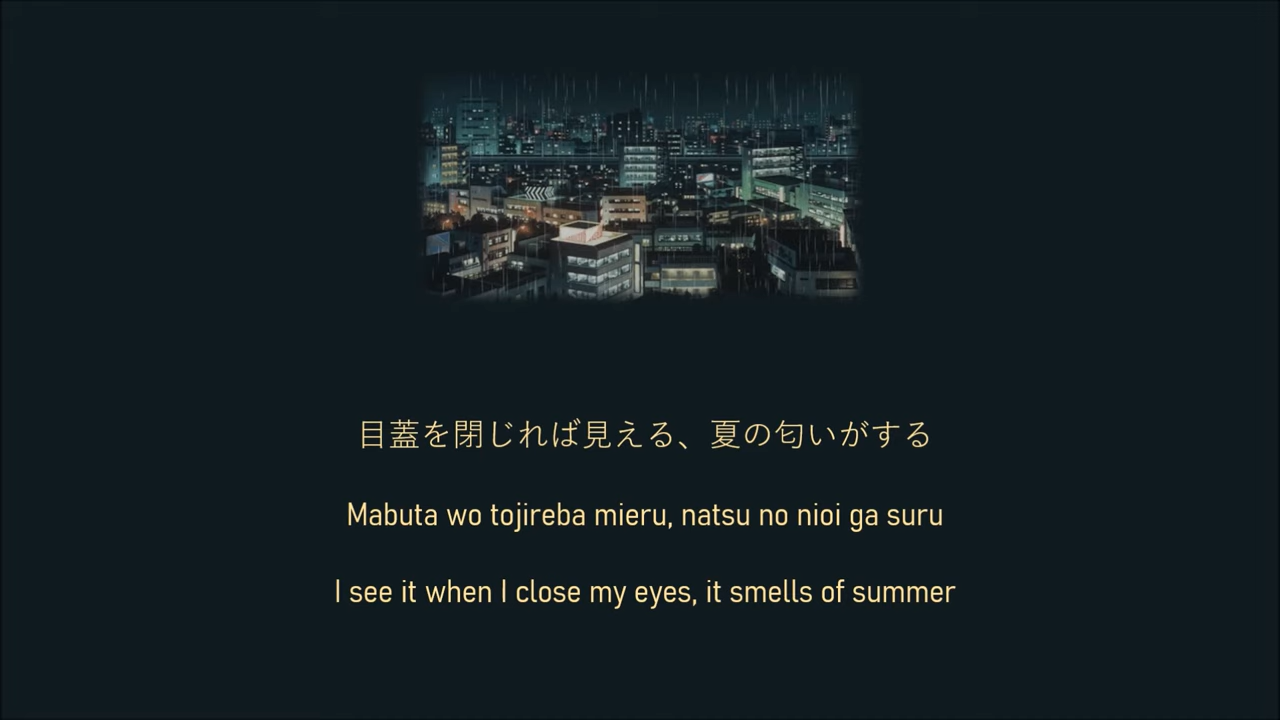 目蓋を閉じれば見える、夏の匂いがする
Mabuta wo tojireba mieru, natsu no nioi ga suru
I see it when I close my eyes, it smells of summer